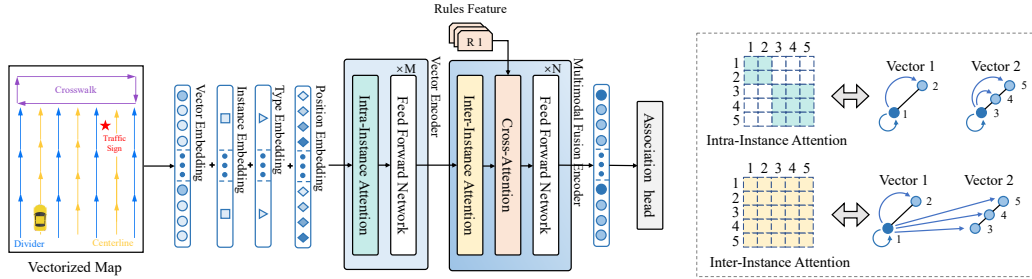 Rules Feature
R 1
Crosswalk
Traffic
Sign
Divider
Centerline
Vectorized Map
Vector Embedding
Instance Embedding
Type Embedding
Position Embedding
×M
Intra-Instance Attention
Feed Forward Network
Vector Encoder
×N
Inter-Instance Attention
Cross-Attention
Feed Forward Network
Multimodal Fusion Encoder
Association head
1 2 3 4 5
1
2
3
4
5
Vector 1
2
1
Vector 2
5
4
3
Intra-Instance Attention
1 2 3 4 5
1
2
3
4
5
Vector 1
2
1
Vector 2
5
4
3
Inter-Instance Attention